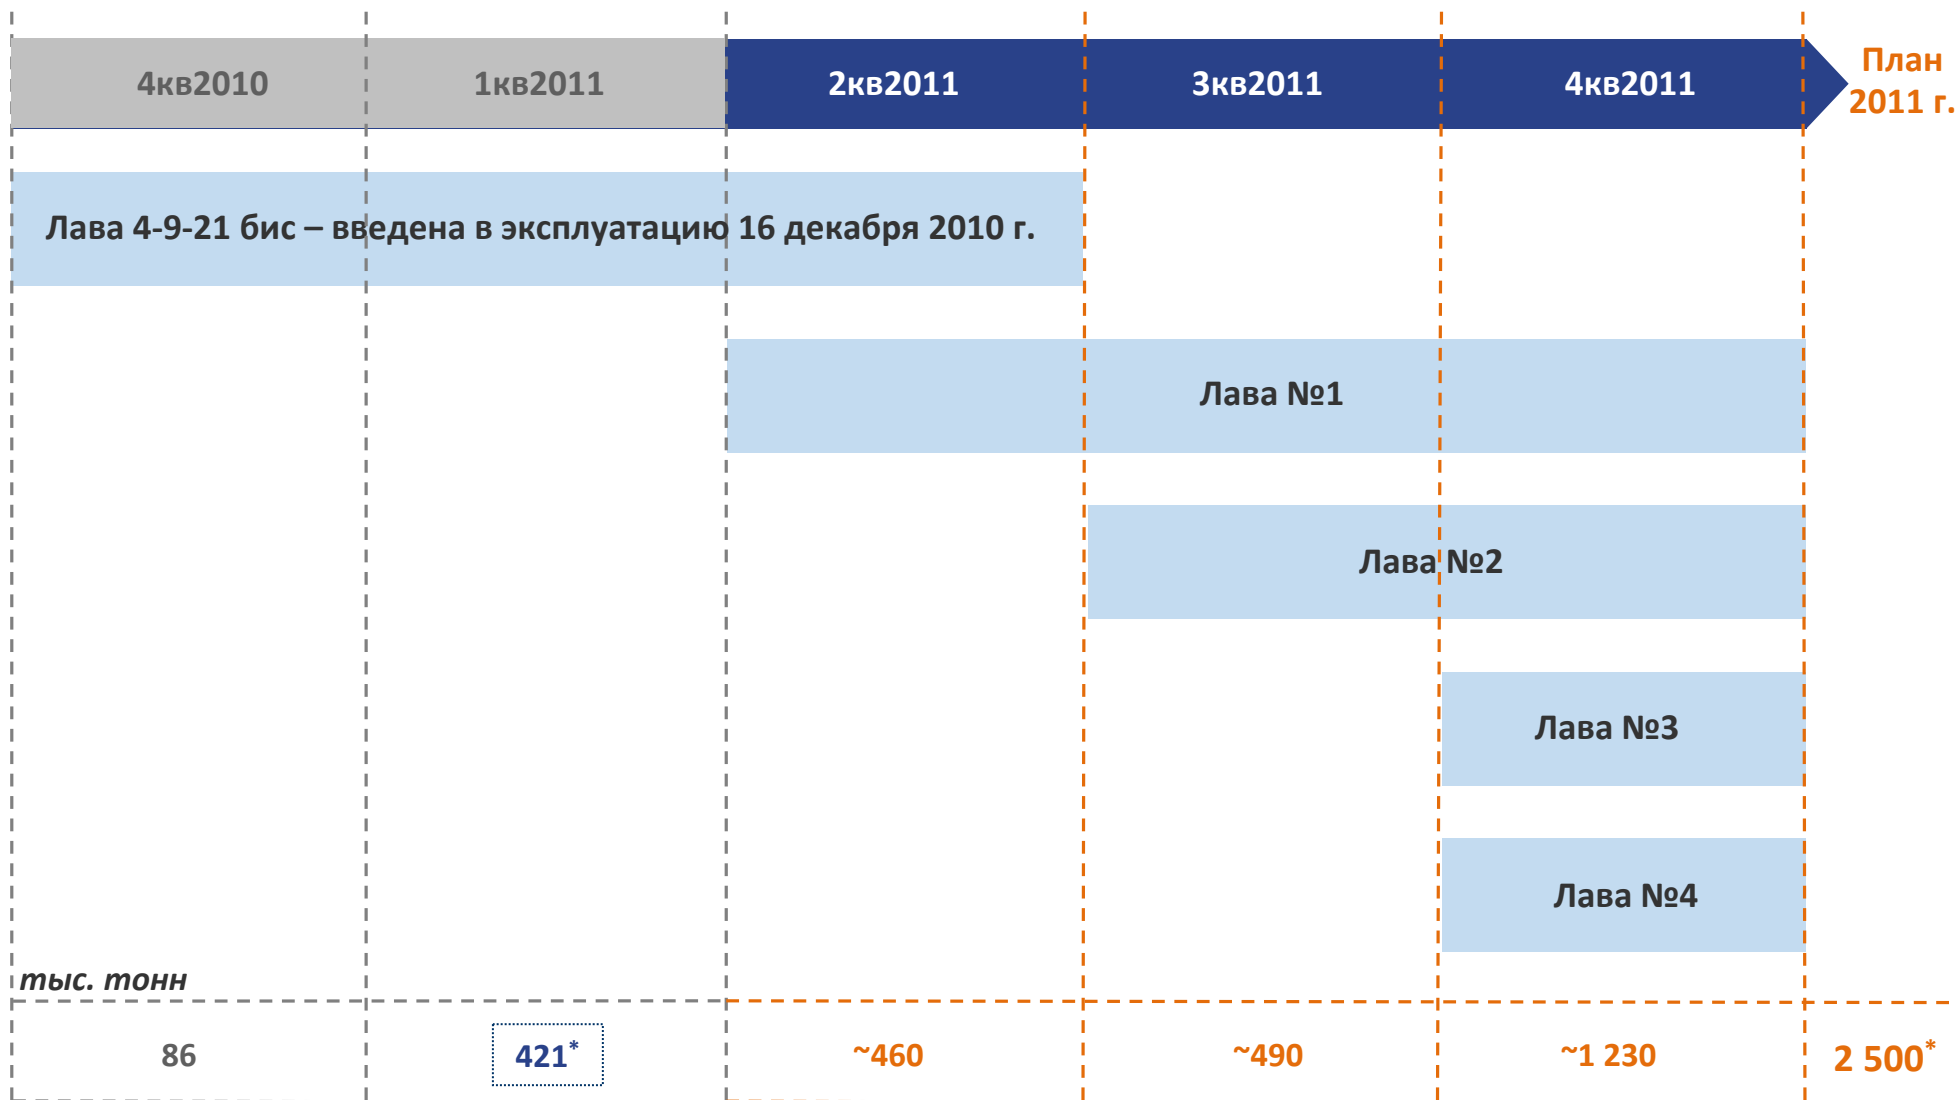 4кв2010
1кв2011
2кв2011
3кв2011
4кв2011
План
2011 г.
Лава 4-9-21 бис – введена в эксплуатацию 16 декабря 2010 г.
Лава №1
Лава №2
Лава №3
Лава №4
тыс. тонн
86
421*
~460
~490
~1 230
2 500*